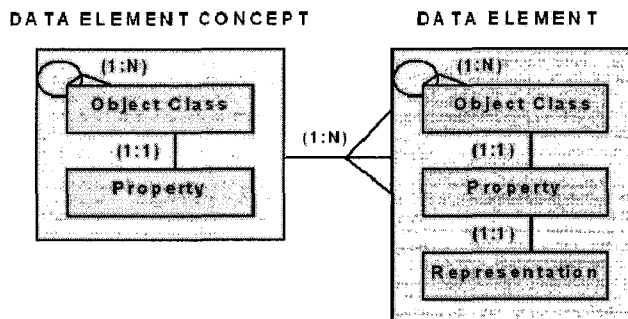 DATA ELEMENT CONCEPT
(1:N)
Object Class
(1:1)
Property
(1:N)
DATA ELEMENT
(1:N)
Object Class
(1:1)
Property
(1:1)
Representation